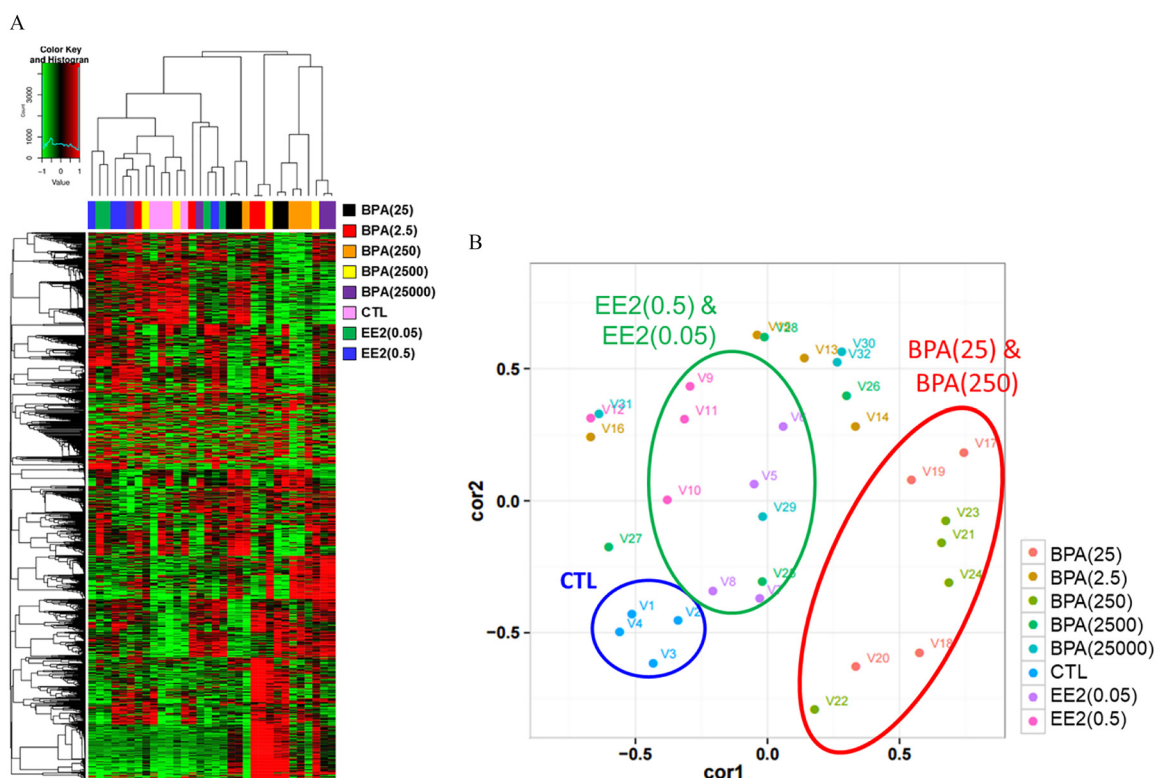 A
Color Key
and Histogran
Count
0 1000 3000
-1 0 1
Value
BPA(25)
BPA(2.5)
BPA(250)
BPA(2500)
BPA(25000)
CTL
EE2(0.05)
EE2(0.5)
B
EE2(0.5) &
EE2(0.05)
BPA(25) &
BPA(250)
CTL
V28
V30
V32
V13
V9
V26
V12
V31
V11
V14
V16
V17
V19
V5
V10
V29
V23
V21
V27
V24
V8
V1
V2
V4
V3
V18
V20
V22
0.5
0.0
−0.5
cor2
−0.5
0.0
0.5
cor1
BPA(25)
BPA(2.5)
BPA(250)
BPA(2500)
BPA(25000)
CTL
EE2(0.05)
EE2(0.5)